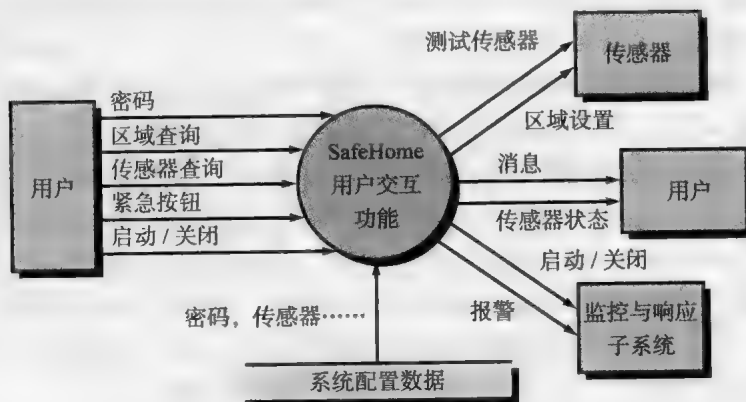 测试传感器
传感器
密码
区域查询
传感器查询
紧急按钮
启动 / 关闭
用户
SafeHome
用户交互
功能
区域设置
消息
传感器状态
用户
启动 / 关闭
报警
监控与响应
子系统
密码，传感器……
系统配置数据